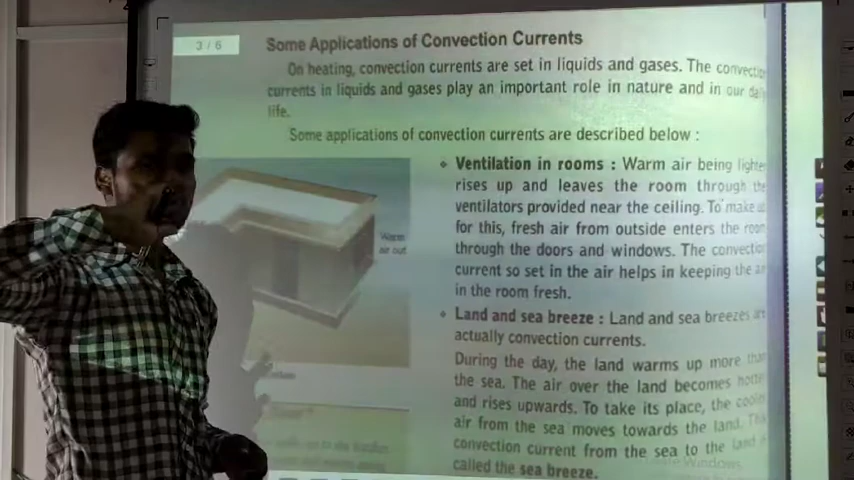 3 / 6
Some Applications of Convection Currents
On heating, convection currents are set in liquids and gases. The convection
currents in liquids and gases play an important role in nature and in our daily
life.
Some applications of convection currents are described below :
Ventilation in rooms : Warm air being lighter
rises up and leaves the room through the
ventilators provided near the ceiling. To make up
for this, fresh air from outside enters the room
through the doors and windows. The convection
current so set in the air helps in keeping the air
in the room fresh.
Warm
air out
Land and sea breeze : Land and sea breezes are
actually convection currents.
During the day, the land warms up more than
the sea. The air over the land becomes hotter
and rises upwards. To take its place, the cooler
air from the sea moves towards the land. This
convection current from the sea to the land is
called the sea breeze.